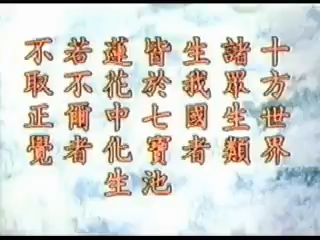 十方世界
諸眾生類
生我國者
皆於七寶池
蓮花中化生
若不爾者
不取正覺